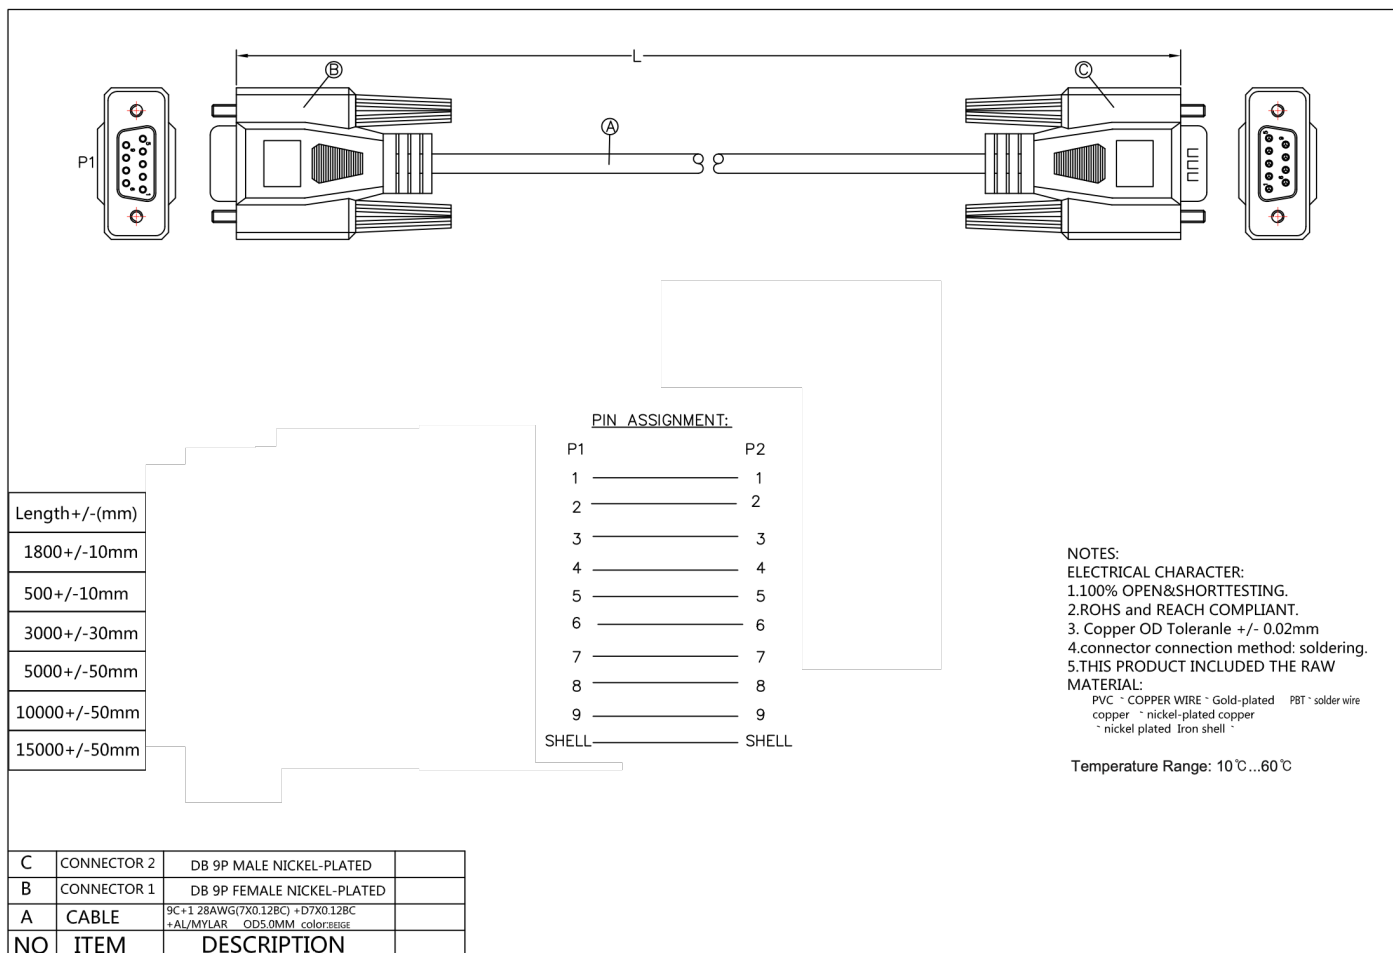 L
B
C
A
P1
PIN ASSIGNMENT:
P1 P2
1 1
2 2
3 3
4 4
5 5
6 6
7 7
8 8
9 9
SHELL SHELL
Length+/-(mm)
1800+/-10mm
500+/-10mm
3000+/-30mm
5000+/-50mm
10000+/-50mm
15000+/-50mm
NOTES:
ELECTRICAL CHARACTER:
1.100% OPEN&SHORTTESTING.
2.ROHS and REACH COMPLIANT.
3. Copper OD Toleranle +/- 0.02mm
4.connector connection method: soldering.
5.THIS PRODUCT INCLUDED THE RAW
MATERIAL:
PVC ` COPPER WIRE ` Gold-plated PBT ` solder wire
copper ` nickel-plated copper
` nickel plated Iron shell `
Temperature Range: 10℃...60℃
C CONNECTOR 2 DB 9P MALE NICKEL-PLATED
B CONNECTOR 1 DB 9P FEMALE NICKEL-PLATED
A CABLE 9C+1 28AWG(7X0.12BC) +D7X0.12BC
+AL/MYLAR OD5.0MM color:BEIGE
NO ITEM DESCRIPTION